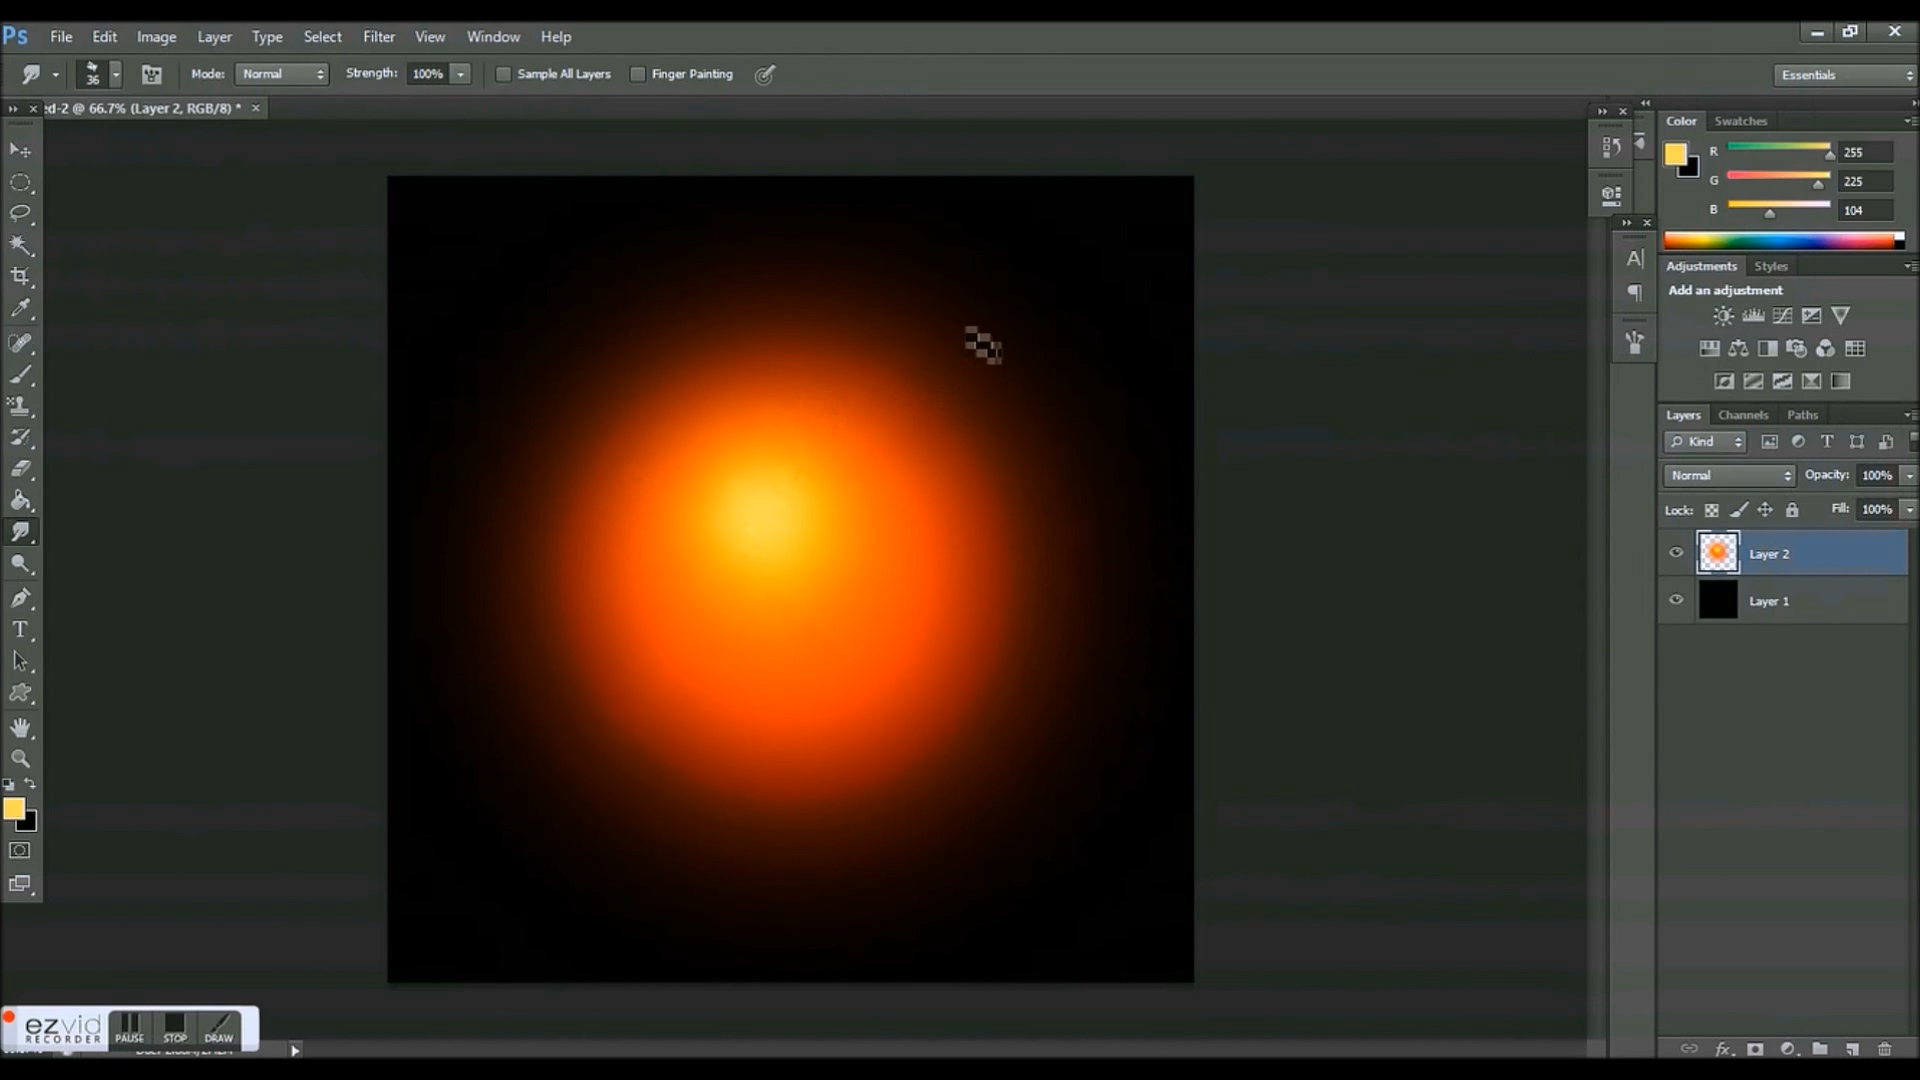 Ps File Edit Image Layer Type Select Filter View Window Help
36 Mode: Normal Strength: 100% Sample All Layers Finger Painting Essentials
ed-2 @ 66.7% (Layer 2, RGB/8) *
Color Swatches
R 255
G 225
B 104
Adjustments Styles
Add an adjustment
Layers Channels Paths
Kind
Normal Opacity: 100%
Lock: Fill: 100%
Layer 2
Layer 1
ezvid
RECORDER
PAUSE STOP DRAW